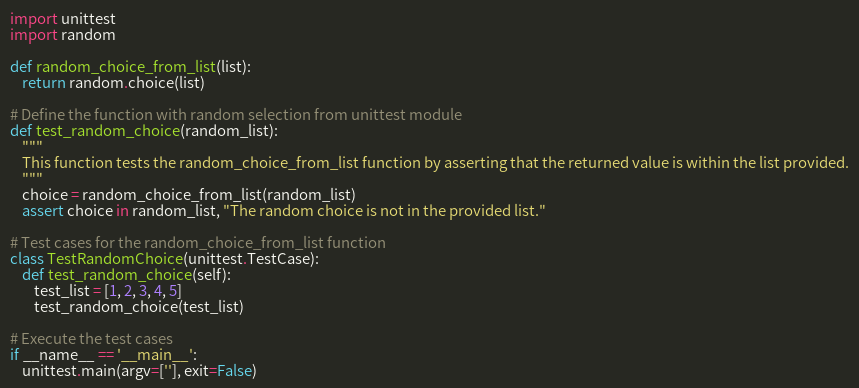 import unittest
import random

def random_choice_from_list(list):
    return random.choice(list)

# Define the function with random selection from unittest module
def test_random_choice(random_list):
    """
    This function tests the random_choice_from_list function by asserting that the returned value is within the list provided.
    """
    choice = random_choice_from_list(random_list)
    assert choice in random_list, "The random choice is not in the provided list."

# Test cases for the random_choice_from_list function
class TestRandomChoice(unittest.TestCase):
    def test_random_choice(self):
        test_list = [1, 2, 3, 4, 5]
        test_random_choice(test_list)

# Execute the test cases
if __name__ == '__main__':
    unittest.main(argv=[''], exit=False)